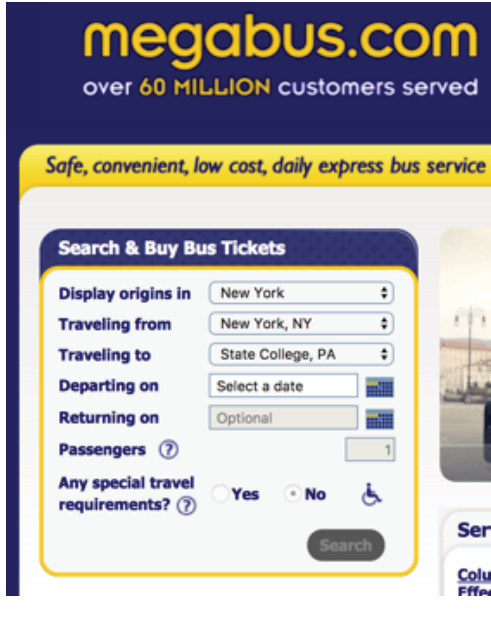 megabus.com
over 60 MILLION customers served
Safe, convenient, low cost, daily express bus service
Search & Buy Bus Tickets
Display origins in New York
Traveling from New York, NY
Traveling to State College, PA
Departing on Select a date
Returning on Optional
Passengers ? 1
Any special travel
requirements? ? Yes No
Search
Ser
Colu
Effe